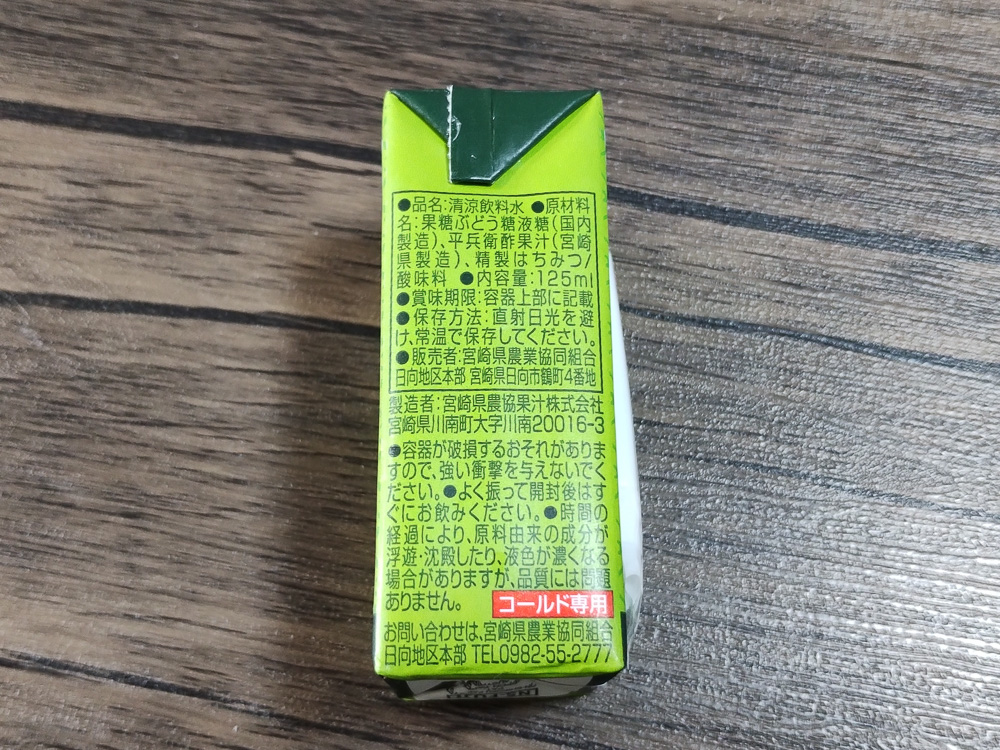 ●品名:清涼飲料水 ●原材料
名:果糖ぶどう糖液糖(国内
製造)、平兵衛酢果汁(宮崎
県製造)、精製はちみつ/
酸味料 ●内容量:125ml
●賞味期限:容器上部に記載
●保存方法:直射日光を避
け、常温で保存してください。
●販売者:宮崎県農業協同組合
日向地区本部 宮崎県日向市鶴町4番地
製造者:宮崎県農協果汁株式会社
宮崎県川南町大字川南20016-3
●容器が破損するおそれがありま
すので、強い衝撃を与えないでく
ださい。●よく振って開封後はす
ぐにお飲みください。●時間の
経過により、原料由来の成分が
浮遊・沈殿したり、液色が濃くなる
場合がありますが、品質には問題
ありません。 コールド専用
お問い合わせは、宮崎県農業協同組合
日向地区本部 TEL0982-55-2777